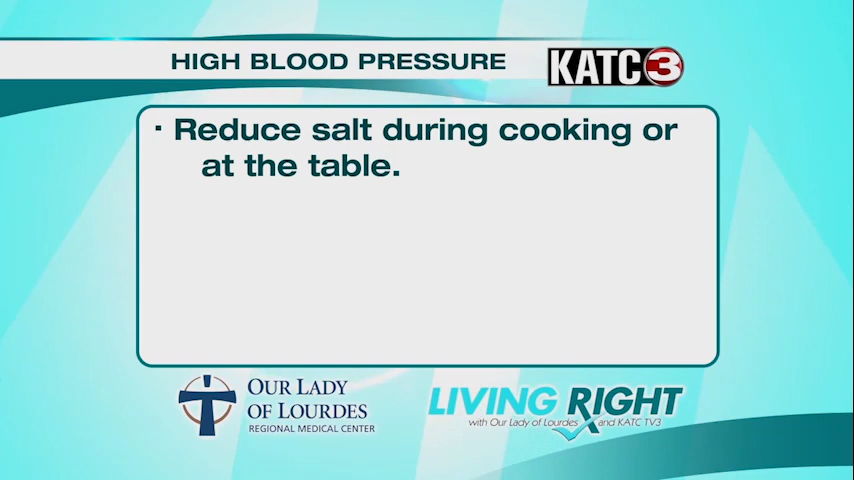 HIGH BLOOD PRESSURE
KATC3
· Reduce salt during cooking or
at the table.
OUR LADY
OF LOURDES
REGIONAL MEDICAL CENTER
LIVING RIGHT
with Our Lady of Lourdes and KATC TV3